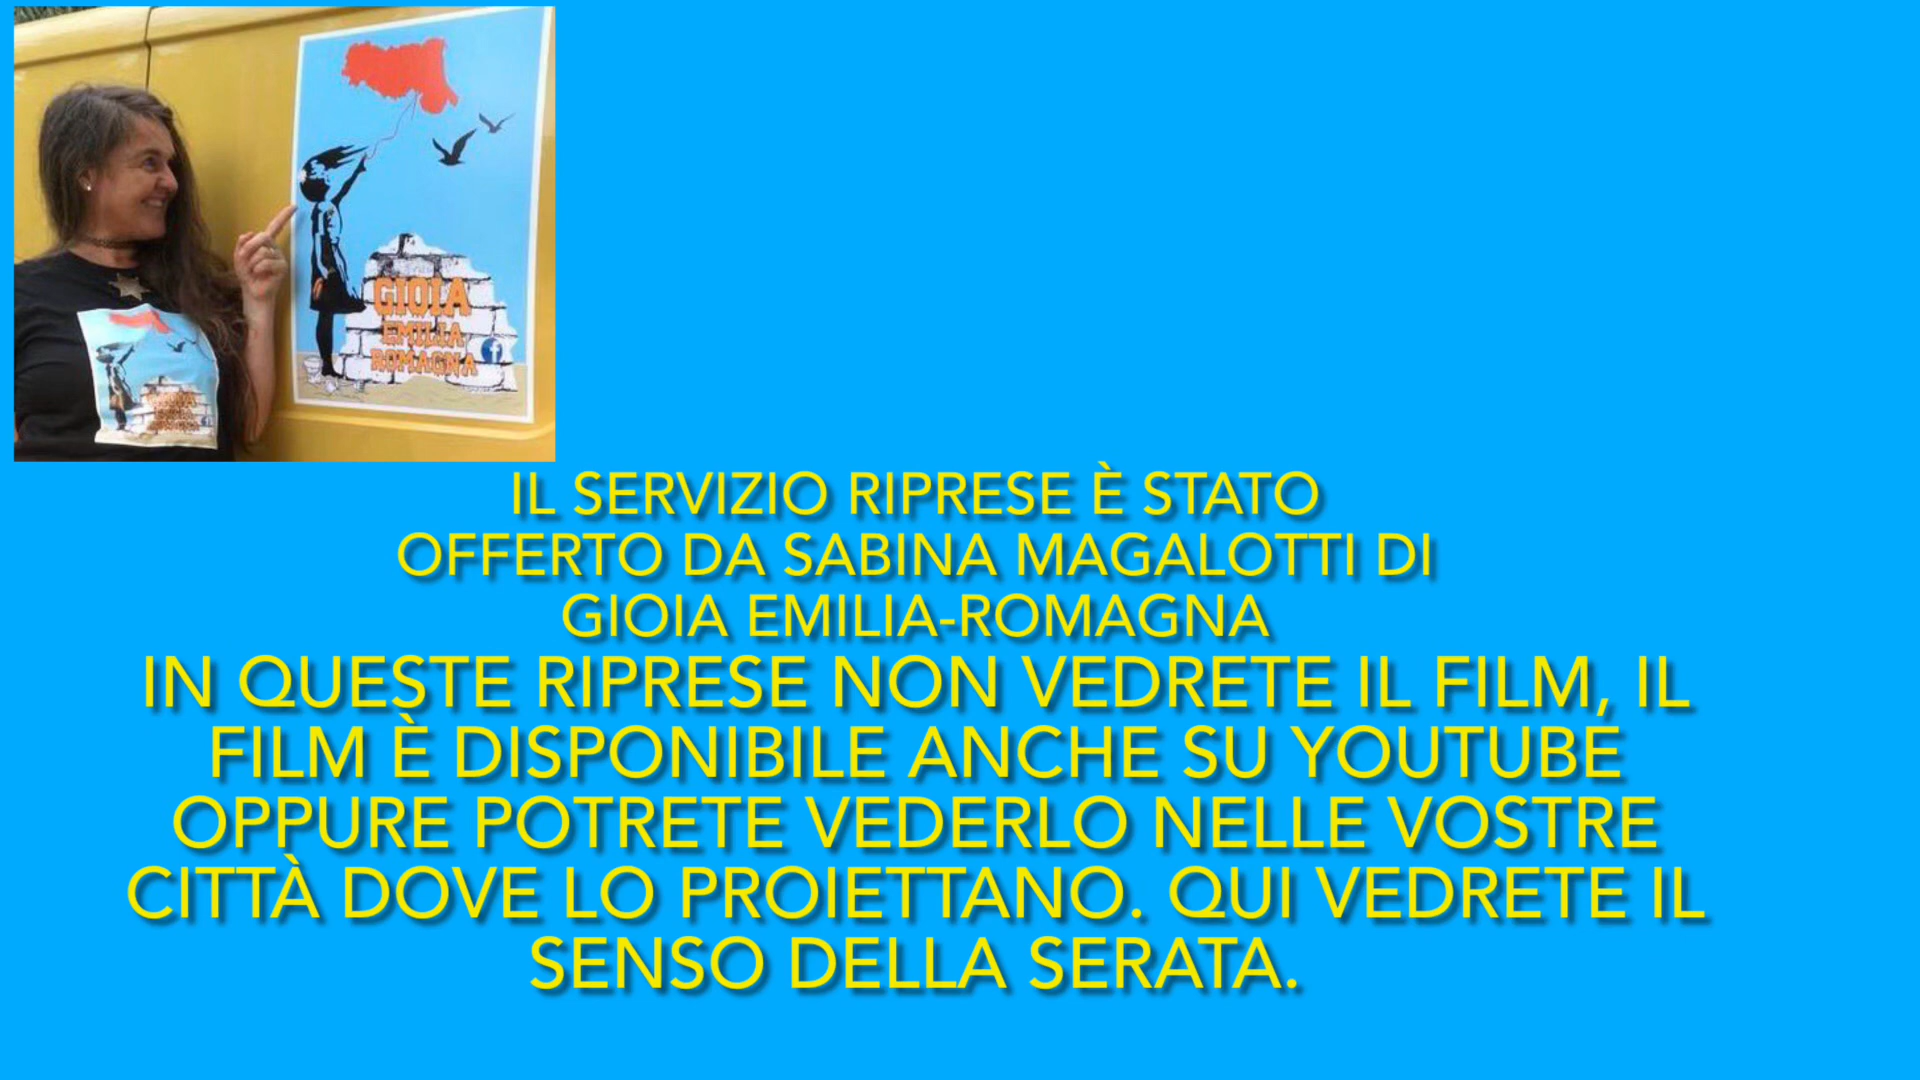 GIOIA
EMILIA
ROMAGNA
f
IL SERVIZIO RIPRESE È STATO
OFFERTO DA SABINA MAGALOTTI DI
GIOIA EMILIA-ROMAGNA
IN QUESTE RIPRESE NON VEDRETE IL FILM, IL
FILM È DISPONIBILE ANCHE SU YOUTUBE
OPPURE POTRETE VEDERLO NELLE VOSTRE
CITTÀ DOVE LO PROIETTANO. QUI VEDRETE IL
SENSO DELLA SERATA.